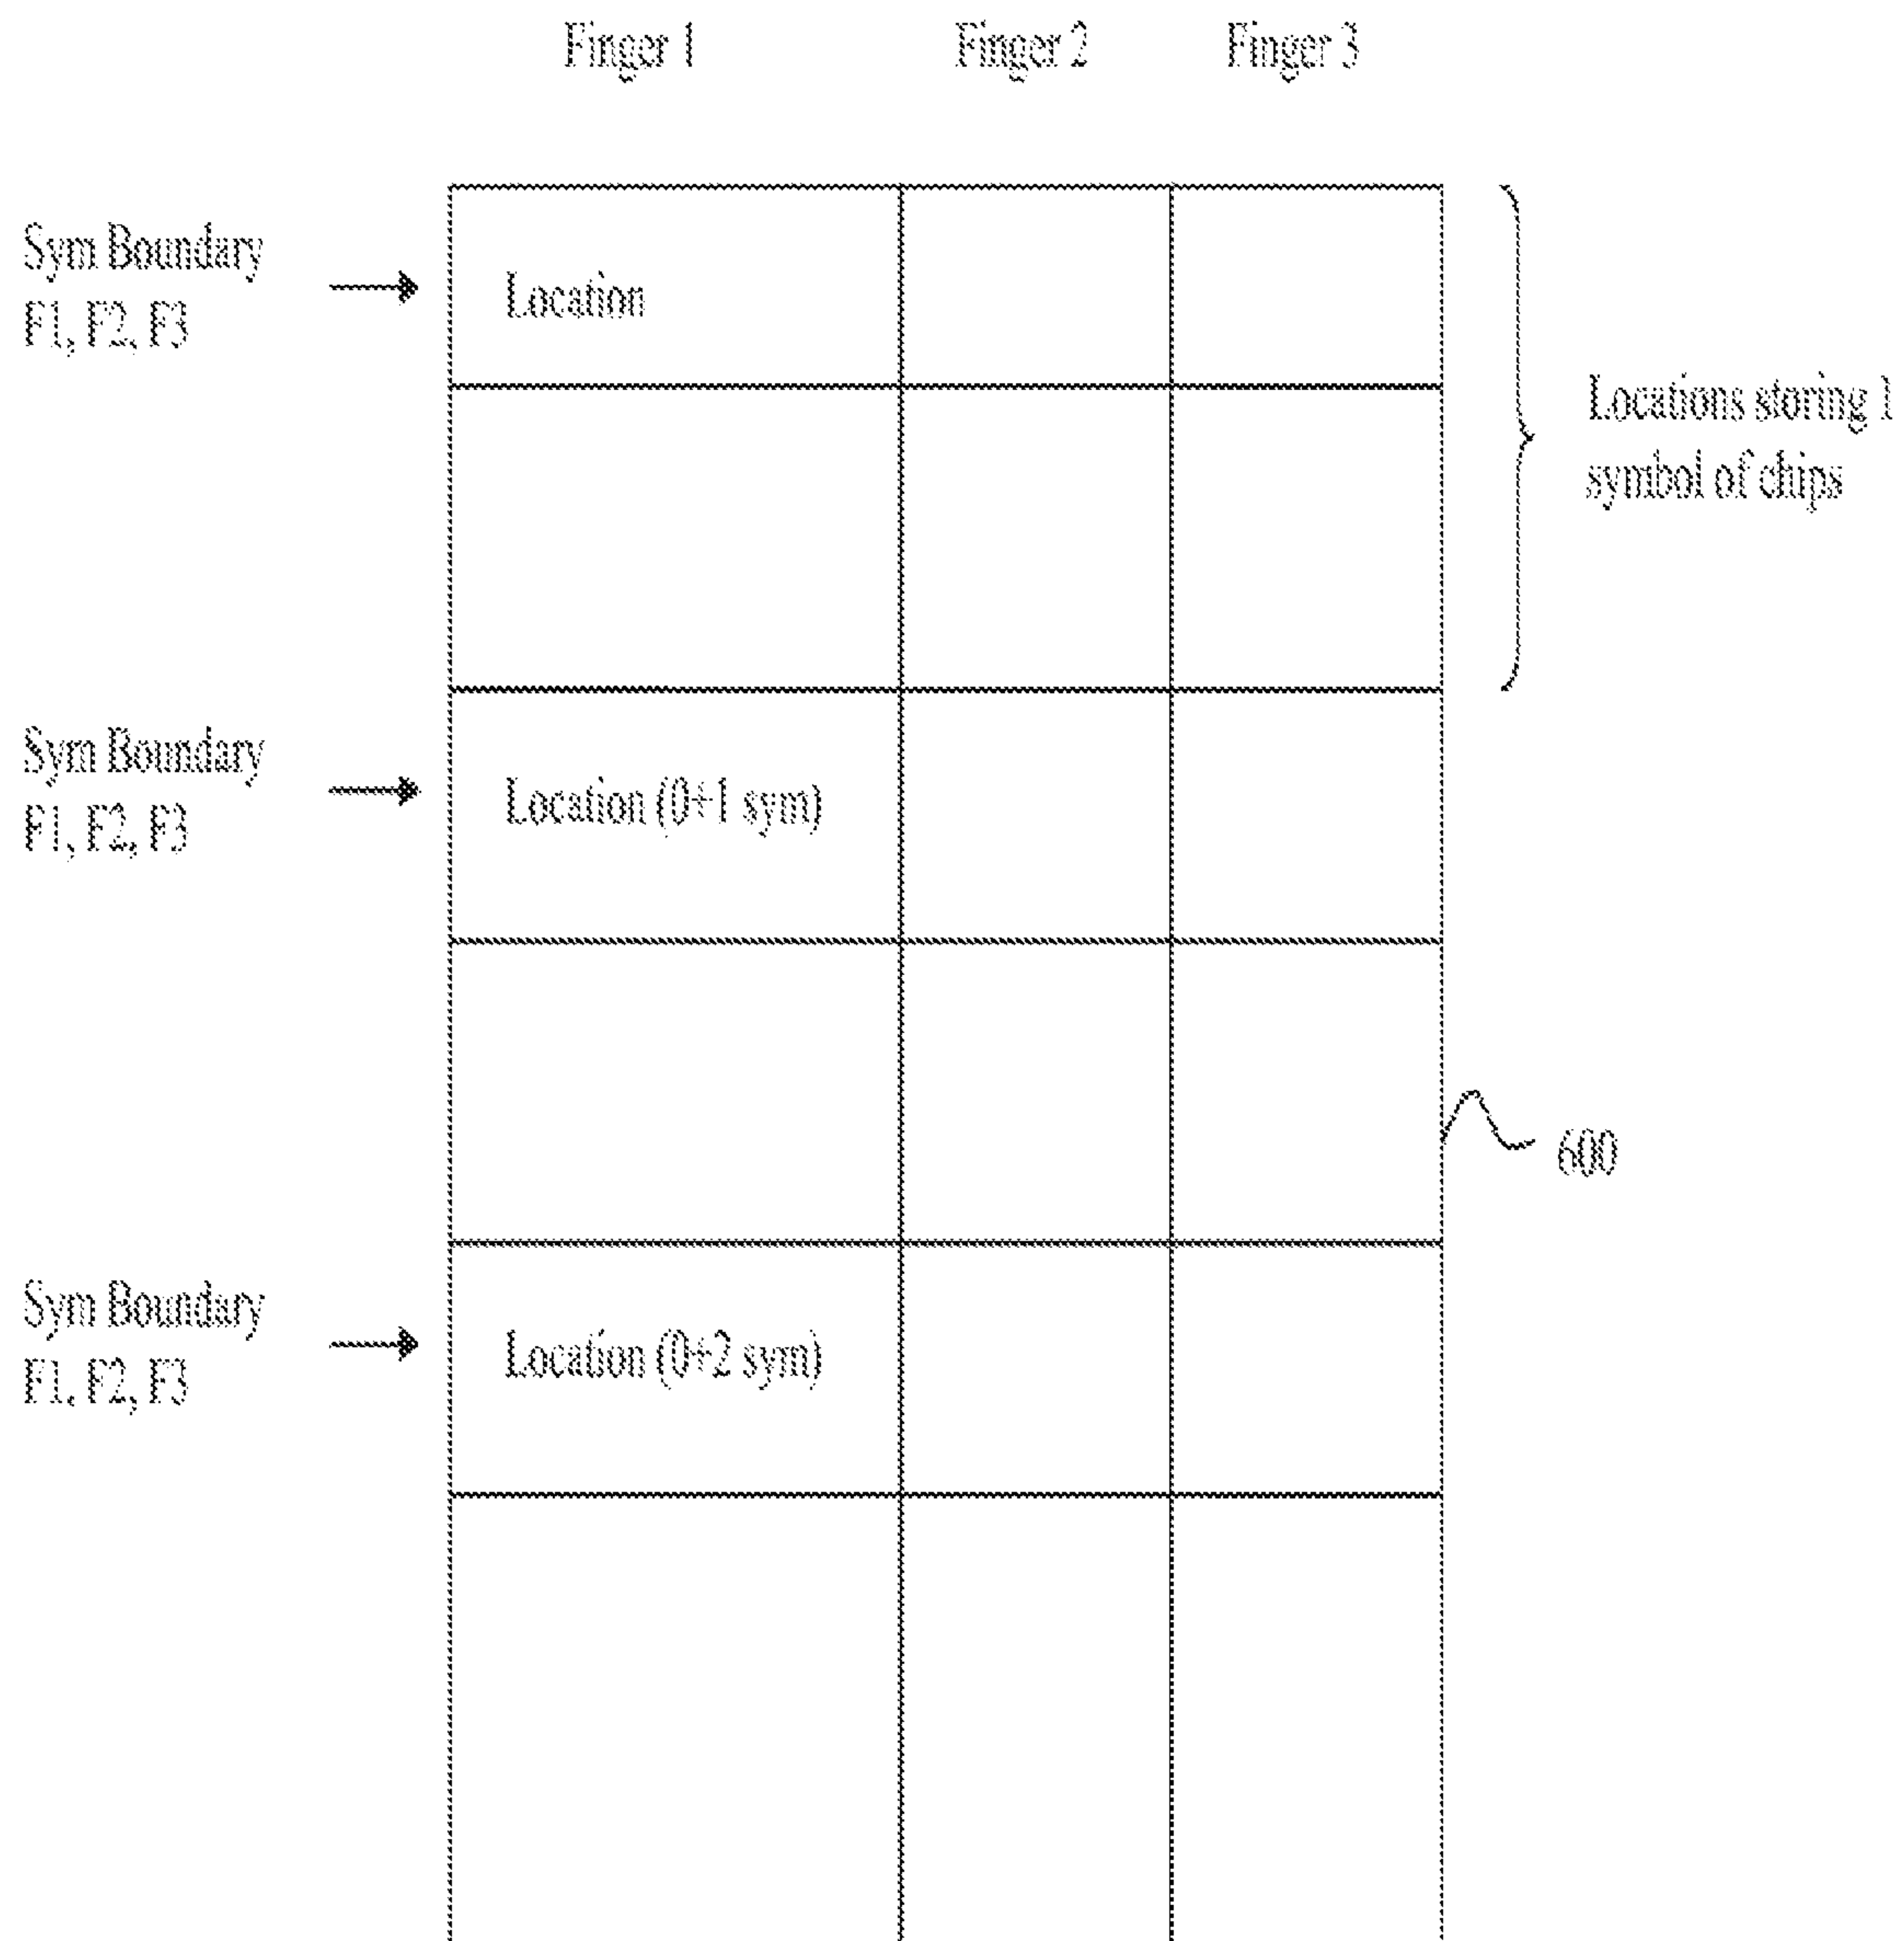 Finger 1 Finger 2 Finger 3
Sym Boundary
F1, F2, F3
Location
Locations storing 1
symbol of chips
Sym Boundary
F1, F2, F3
Location (0+1 sym)
600
Sym Boundary
F1, F2, F3
Location (0+2 sym)